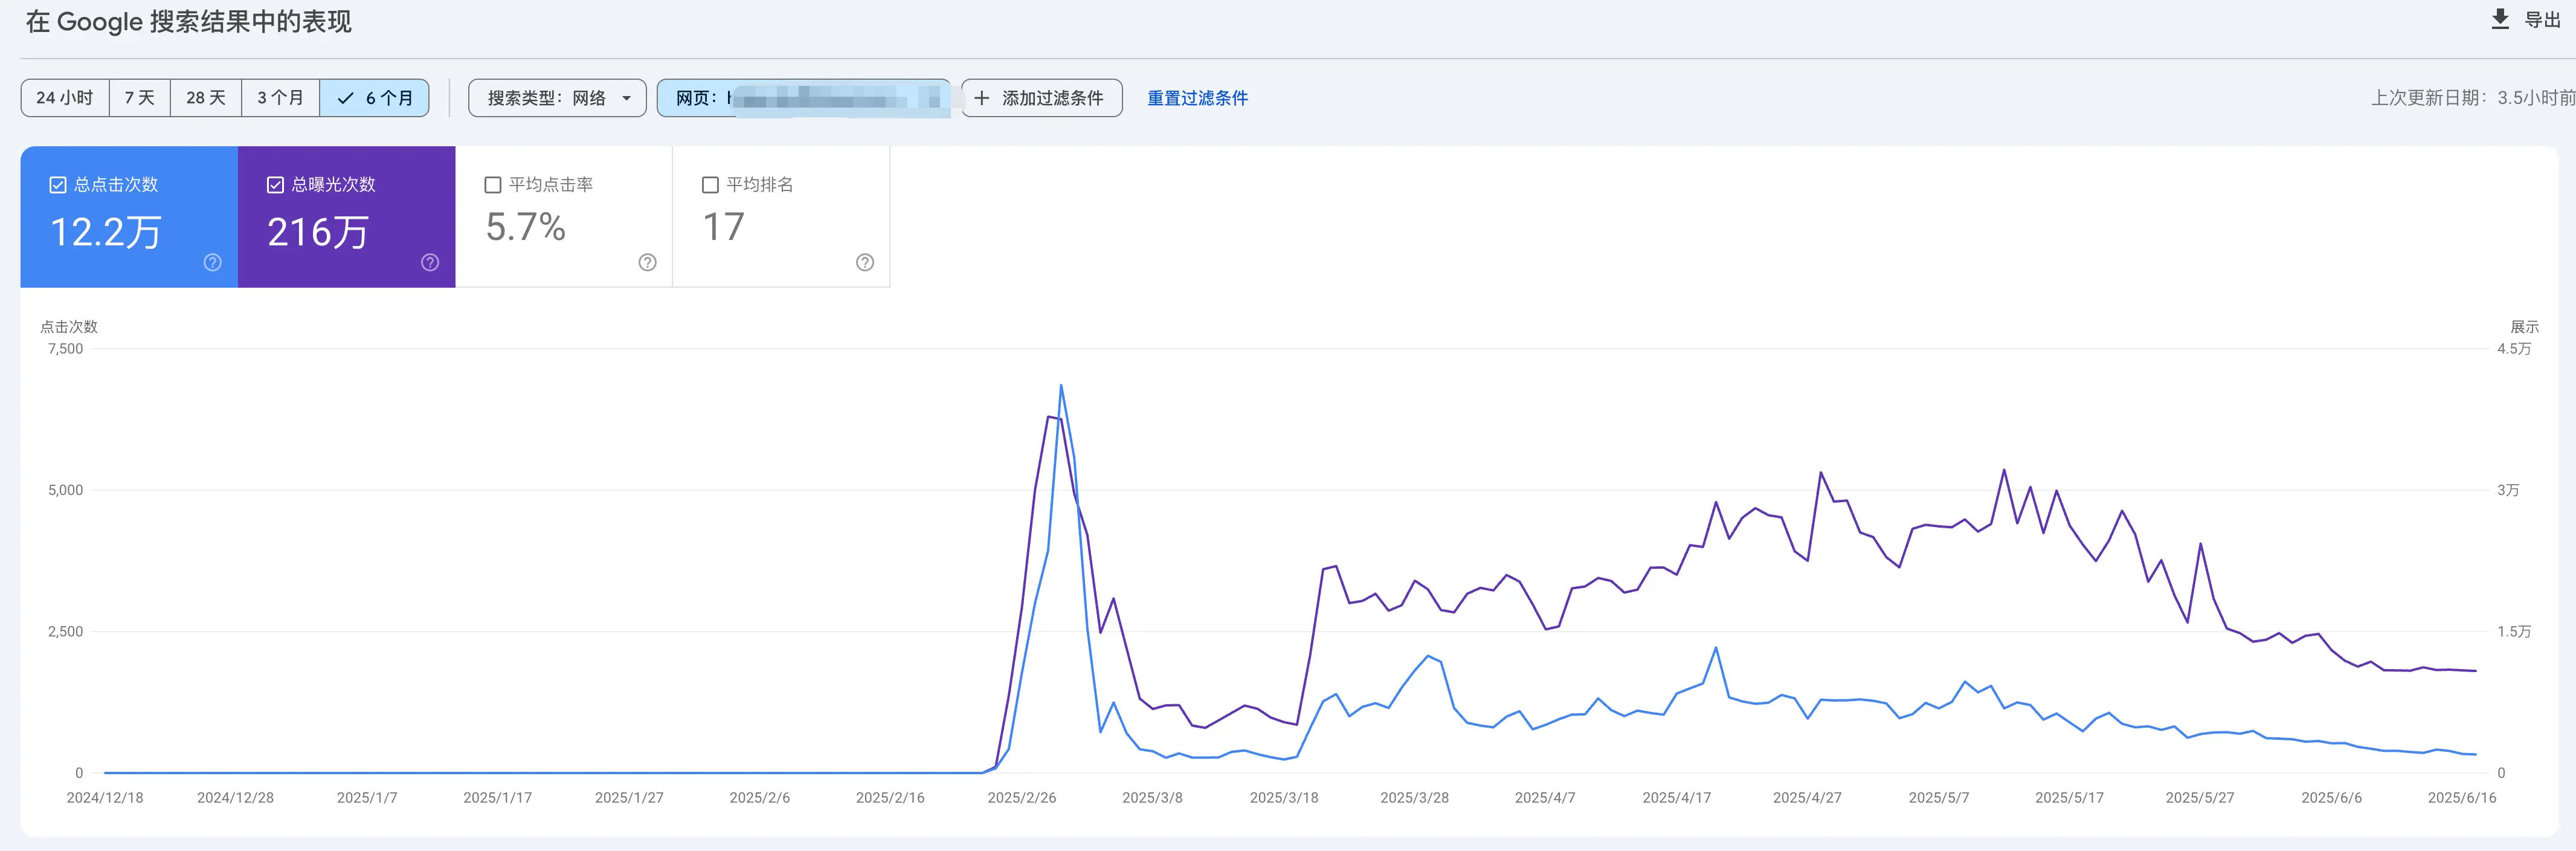 在 Google 搜索结果中的表现
导出
24 小时 7 天 28 天 3 个月 6 个月 搜索类型：网络 网页： 添加过滤条件 重置过滤条件 上次更新日期：3.5小时前
总点击次数 总曝光次数 平均点击率 平均排名
12.2万 216万 5.7% 17
点击次数 展示
7,500 4.5万
5,000 3万
2,500 1.5万
0 0
2024/12/18 2024/12/28 2025/1/7 2025/1/17 2025/1/27 2025/2/6 2025/2/16 2025/2/26 2025/3/8 2025/3/18 2025/3/28 2025/4/7 2025/4/17 2025/4/27 2025/5/7 2025/5/17 2025/5/27 2025/6/6 2025/6/16